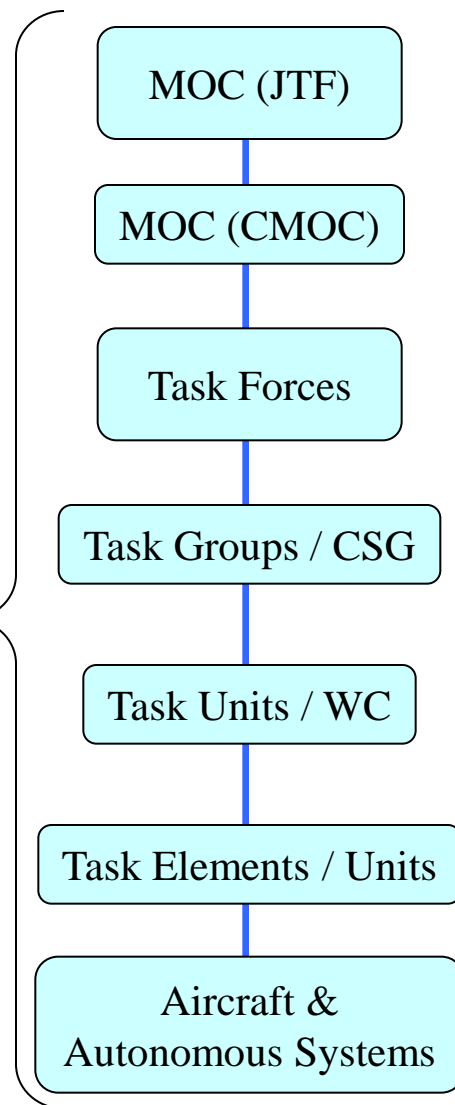 MOC (JTF)
MOC (CMOC)
Task Forces
Task Groups / CSG
Task Units / WC
Task Elements / Units
Aircraft &
Autonomous Systems